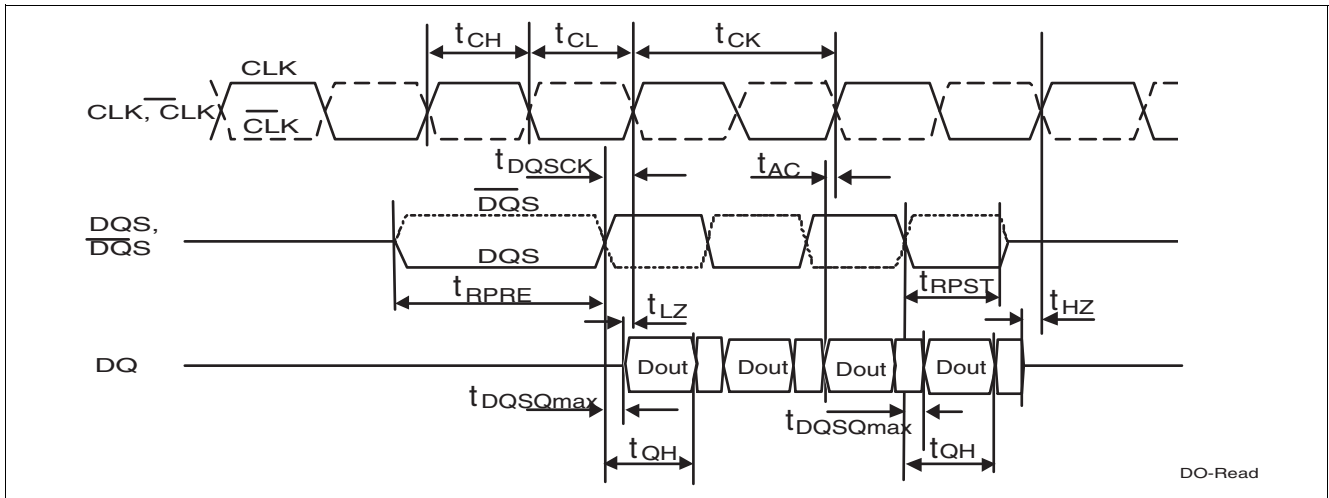 tCH tCL tCK
CLK
CLK, CLK
CLK
tDQSCK tAC
DQS
DQS,
DQS
DQS
tRPRE tRPST
tLZ tHZ
DQ
Dout Dout Dout Dout
tDQSQmax tDQSQmax
tQH tQH
DO-Read